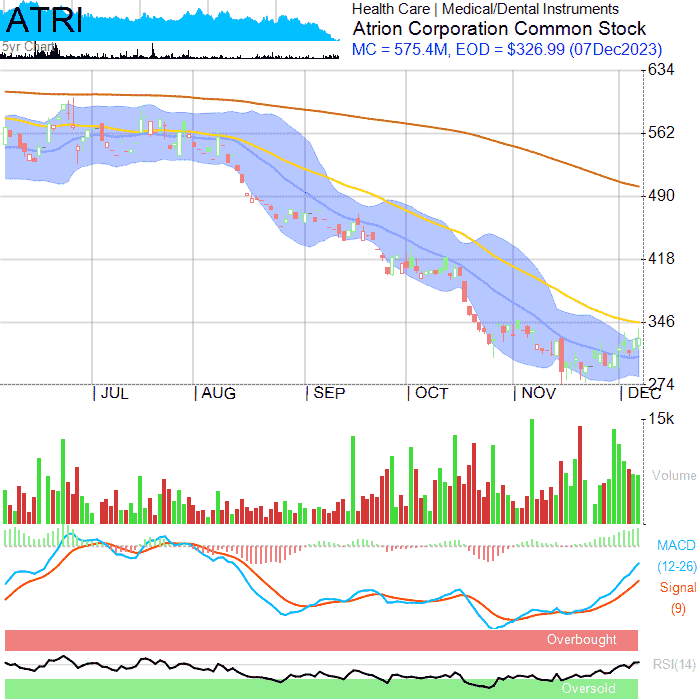 ATRI
5yr Chart
Health Care | Medical/Dental Instruments
Atrion Corporation Common Stock
MC = 575.4M, EOD = $326.99 (07Dec2023)
634
562
490
418
346
274
JUL AUG SEP OCT NOV DEC
15k
Volume
MACD
(12-26)
Signal
(9)
Overbought
RSI(14)
Oversold